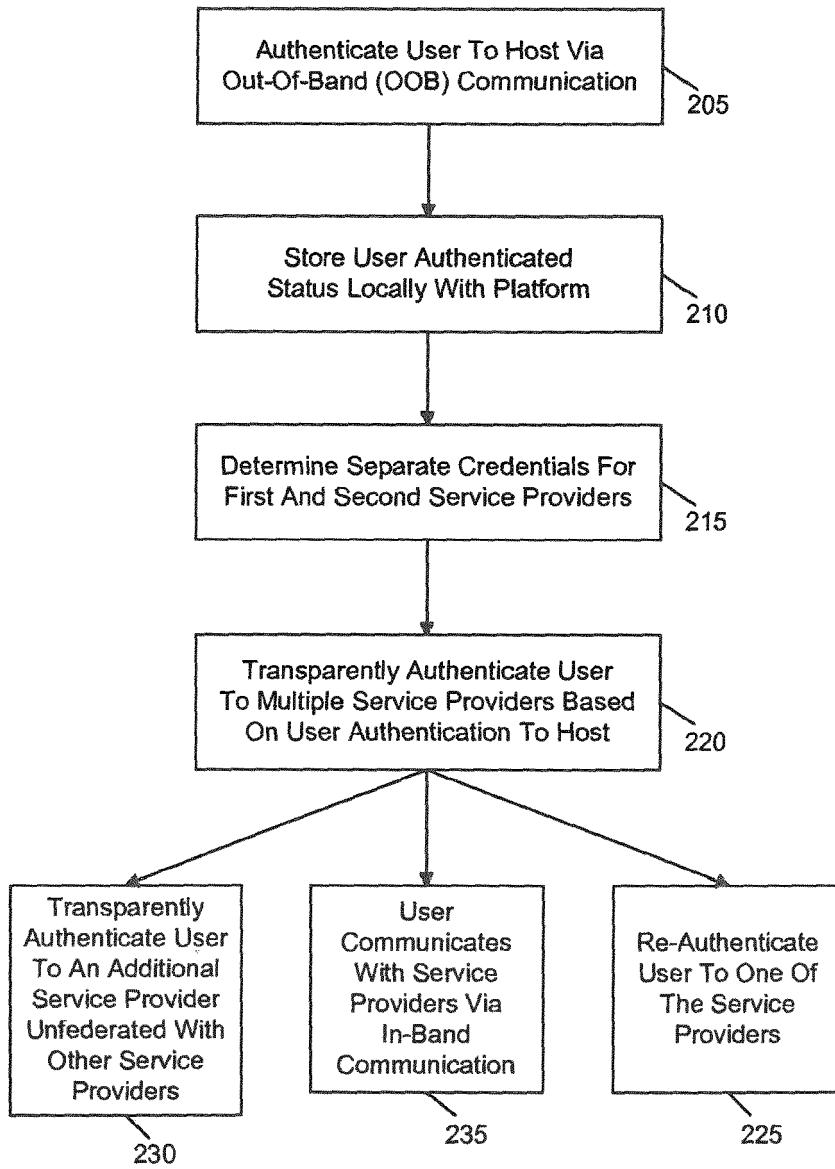 Authenticate User To Host Via
Out-Of-Band (OOB) Communication
205
Store User Authenticated
Status Locally With Platform
210
Determine Separate Credentials For
First And Second Service Providers
215
Transparently Authenticate User
To Multiple Service Providers Based
On User Authentication To Host
220
Transparently
Authenticate User
To An Additional
Service Provider
Unfederated With
Other Service
Providers
230
User
Communicates
With Service
Providers Via
In-Band
Communication
235
Re-Authenticate
User To One Of
The Service
Providers
225